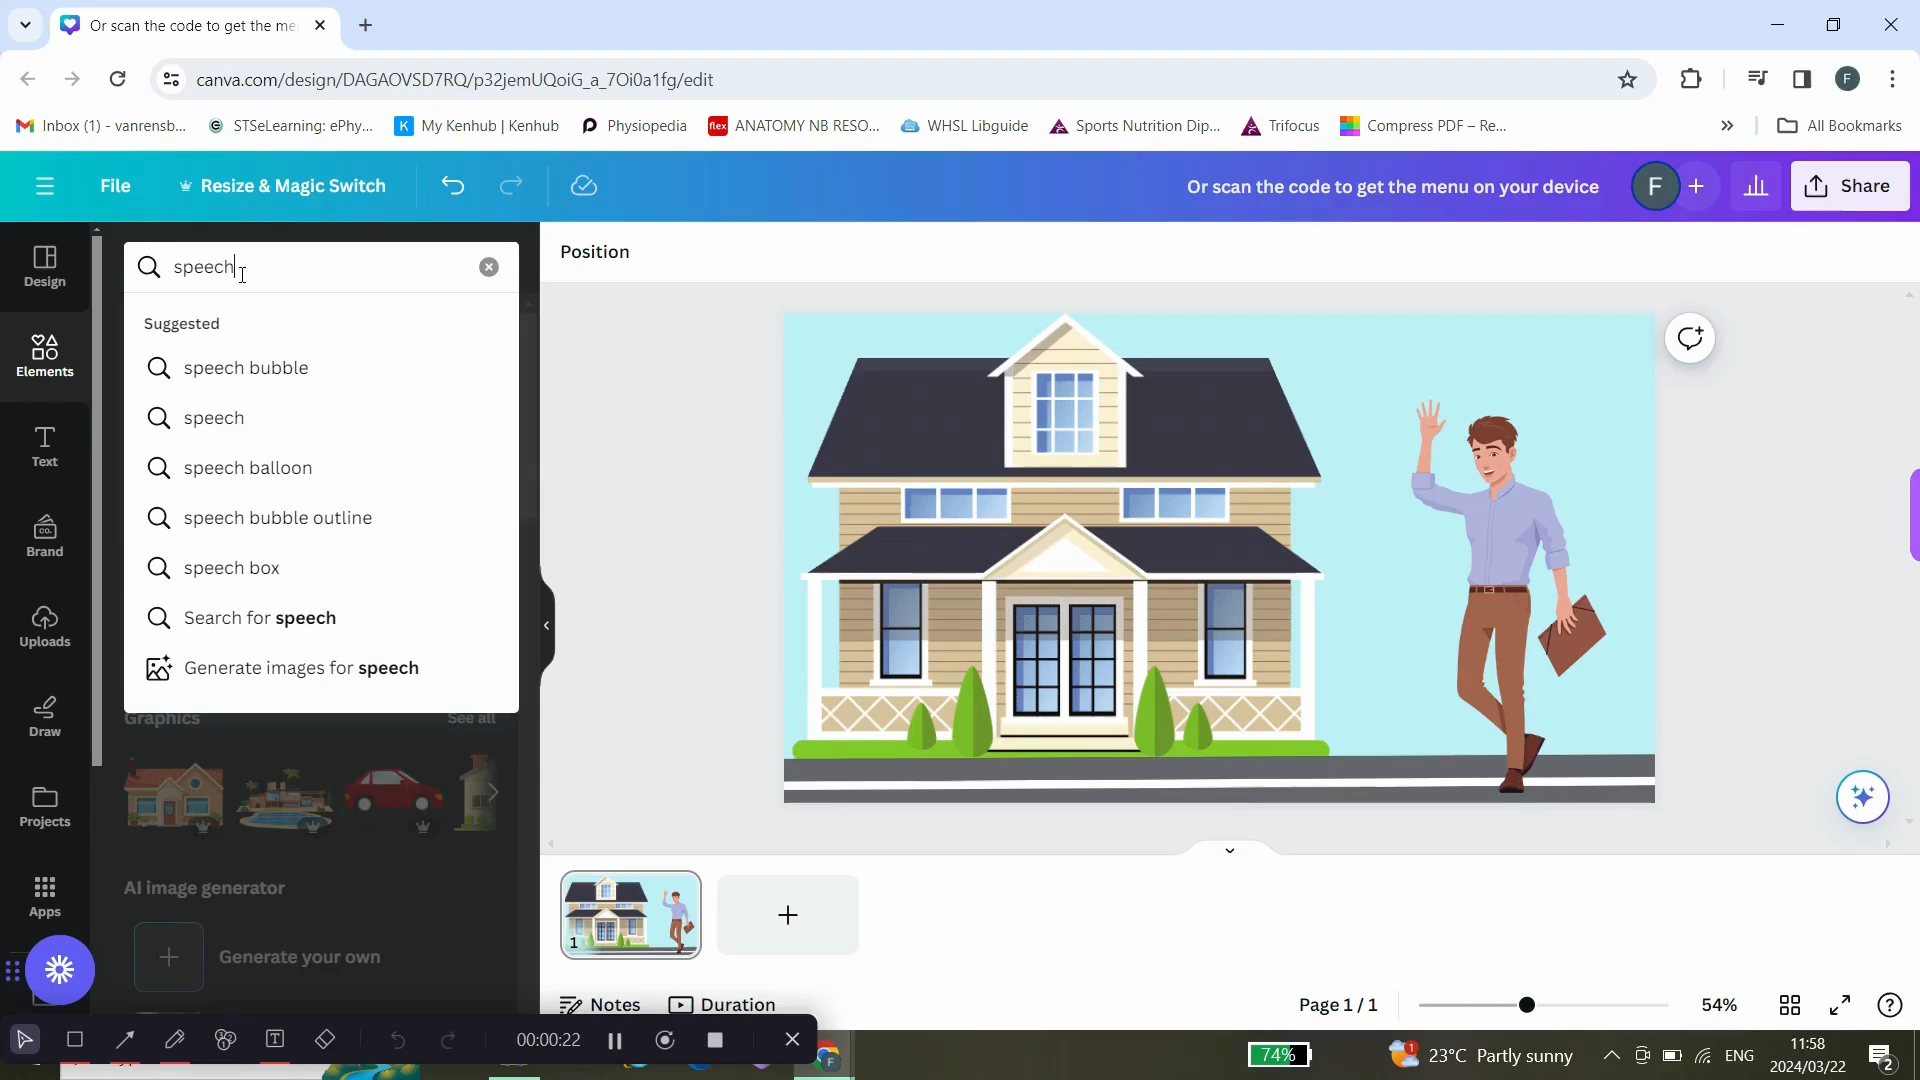 Or scan the code to get the me
canva.com/design/DAGAOVSD7RQ/p32jemUQoiG_a_7Oi0a1fg/edit
F
Inbox (1) - vanrensb...
STSeLearning: ePhy...
K
My Kenhub | Kenhub
Physiopedia
flex
ANATOMY NB RESO...
WHSL Libguide
Sports Nutrition Dip...
Trifocus
Compress PDF – Re...
All Bookmarks
File
Resize & Magic Switch
Or scan the code to get the menu on your device
F
Share
Design
Elements
Text
CO.
Brand
Uploads
Draw
Projects
Apps
speech
Suggested
speech bubble
speech
speech balloon
speech bubble outline
speech box
Search for speech
Generate images for speech
Graphics
See all
AI image generator
Generate your own
Position
1
Notes
Duration
Page 1 / 1
54%
00:00:22
F
74%
1
23°C Partly sunny
ENG
11:58
2024/03/22
2